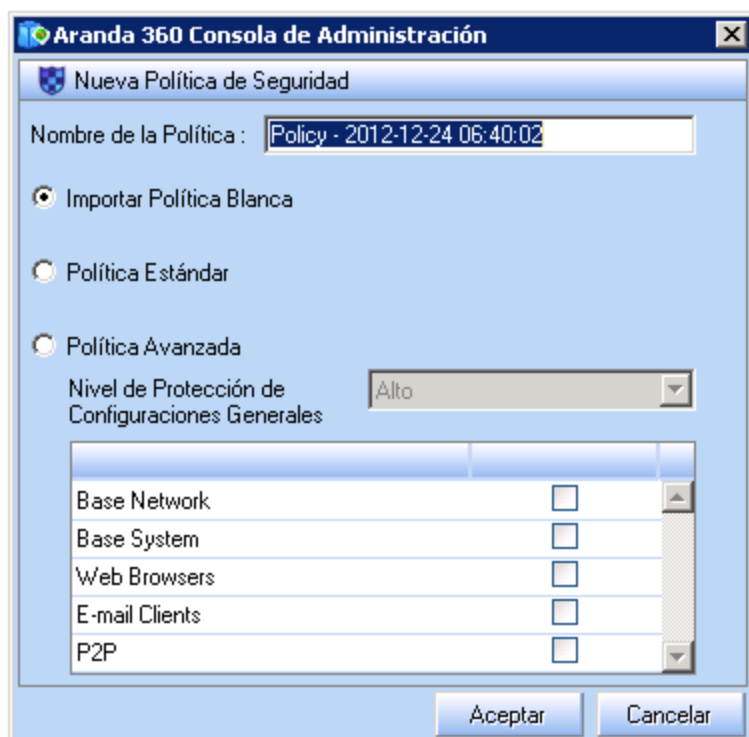 Aranda 360 Consola de Administración
Nueva Política de Seguridad
Nombre de la Política : Policy - 2012-12-24 06:40:02
Importar Política Blanca
Política Estándar
Política Avanzada
Nivel de Protección de
Configuraciones Generales
Alto
Base Network
Base System
Web Browsers
E-mail Clients
P2P
Aceptar
Cancelar